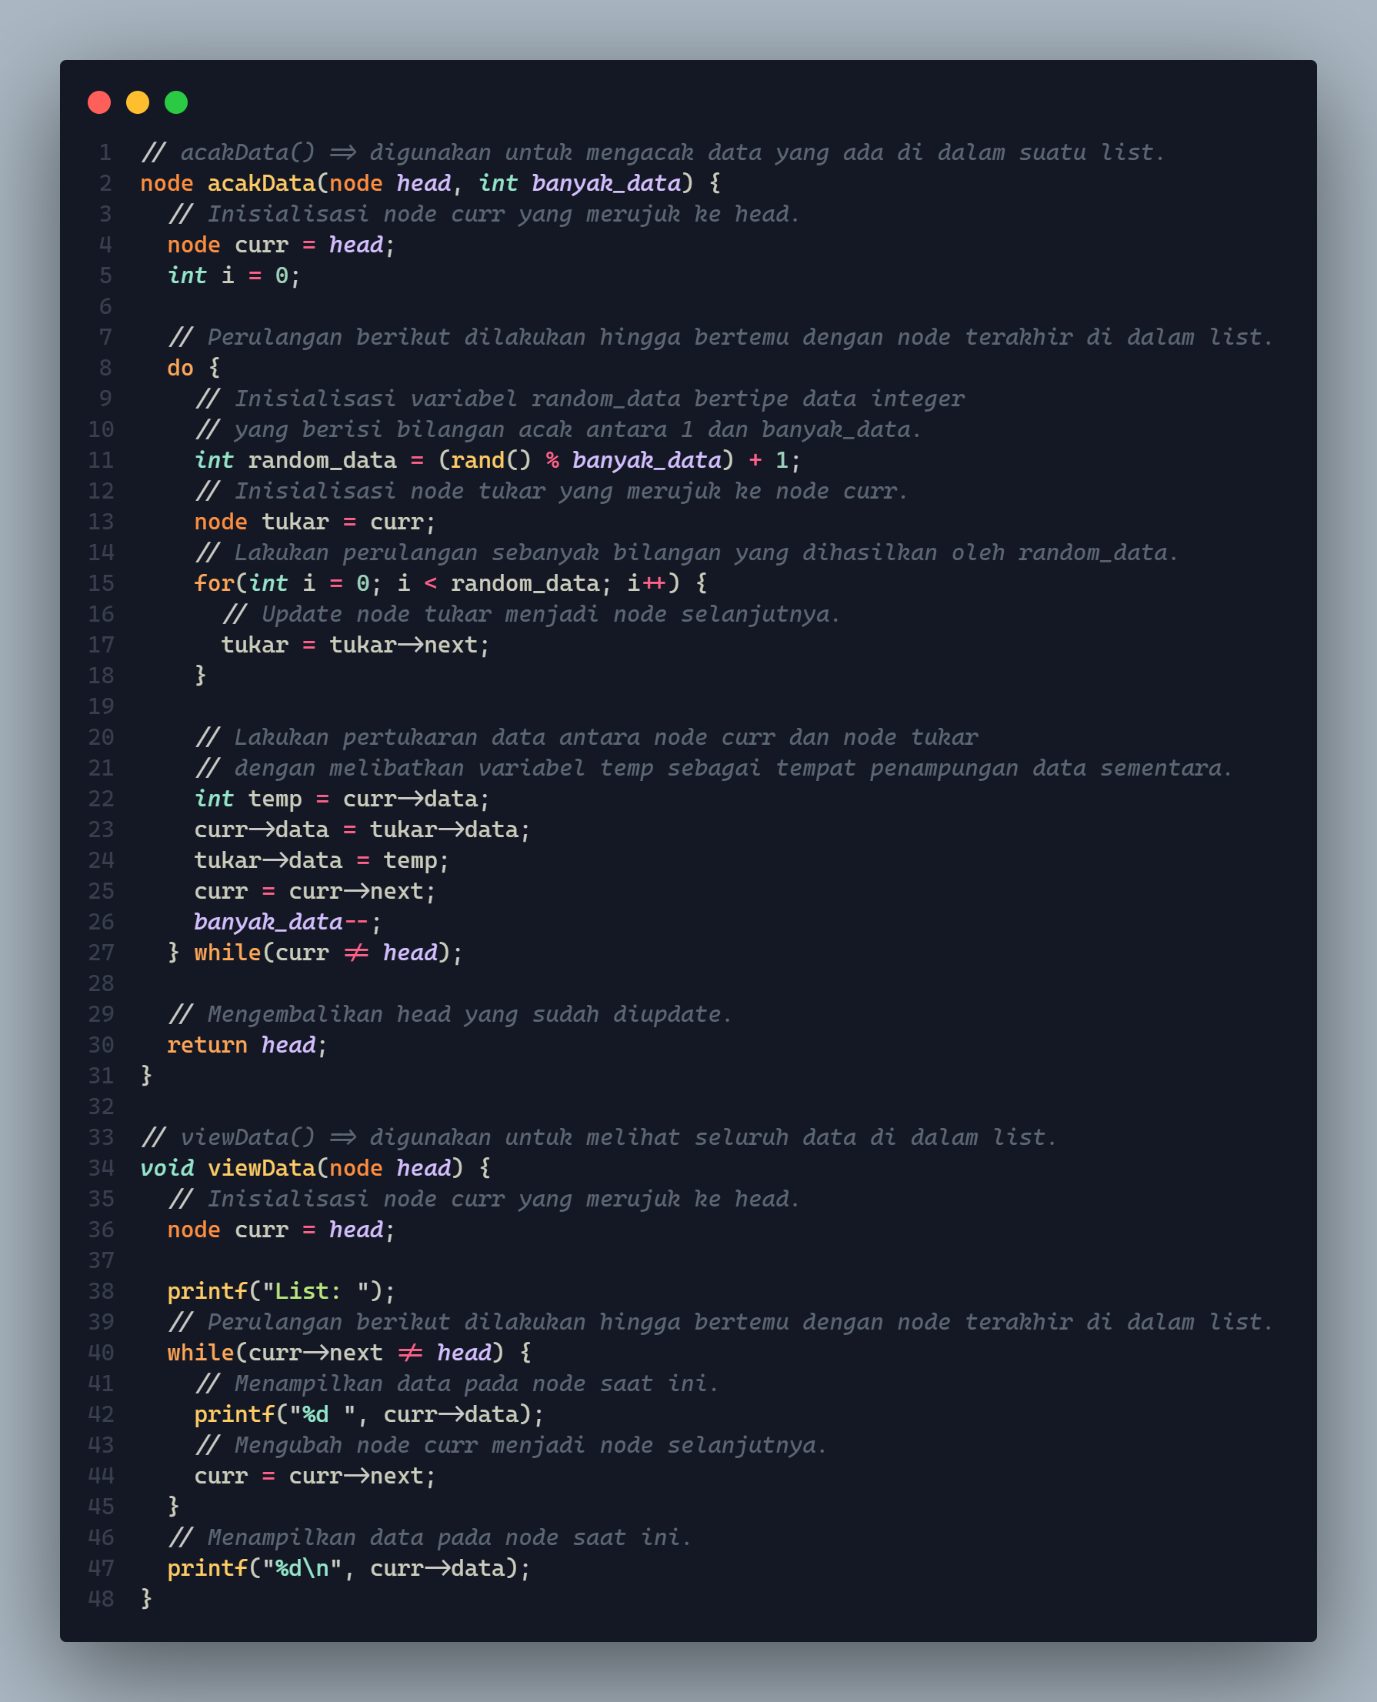 1 // acakData() => digunakan untuk mengacak data yang ada di dalam suatu list.
2 node acakData(node head, int banyak_data) {
3   // Inisialisasi node curr yang merujuk ke head.
4   node curr = head;
5   int i = 0;
6
7   // Perulangan berikut dilakukan hingga bertemu dengan node terakhir di dalam list.
8   do {
9     // Inisialisasi variabel random_data bertipe data integer
10     // yang berisi bilangan acak antara 1 dan banyak_data.
11     int random_data = (rand() % banyak_data) + 1;
12     // Inisialisasi node tukar yang merujuk ke node curr.
13     node tukar = curr;
14     // Lakukan perulangan sebanyak bilangan yang dihasilkan oleh random_data.
15     for(int i = 0; i < random_data; i++) {
16       // Update node tukar menjadi node selanjutnya.
17       tukar = tukar->next;
18     }
19
20     // Lakukan pertukaran data antara node curr dan node tukar
21     // dengan melibatkan variabel temp sebagai tempat penampungan data sementara.
22     int temp = curr->data;
23     curr->data = tukar->data;
24     tukar->data = temp;
25     curr = curr->next;
26     banyak_data--;
27   } while(curr != head);
28
29   // Mengembalikan head yang sudah diupdate.
30   return head;
31 }
32
33 // viewData() => digunakan untuk melihat seluruh data di dalam list.
34 void viewData(node head) {
35   // Inisialisasi node curr yang merujuk ke head.
36   node curr = head;
37
38   printf("List: ");
39   // Perulangan berikut dilakukan hingga bertemu dengan node terakhir di dalam list.
40   while(curr->next != head) {
41     // Menampilkan data pada node saat ini.
42     printf("%d ", curr->data);
43     // Mengubah node curr menjadi node selanjutnya.
44     curr = curr->next;
45   }
46   // Menampilkan data pada node saat ini.
47   printf("%d\n", curr->data);
48 }